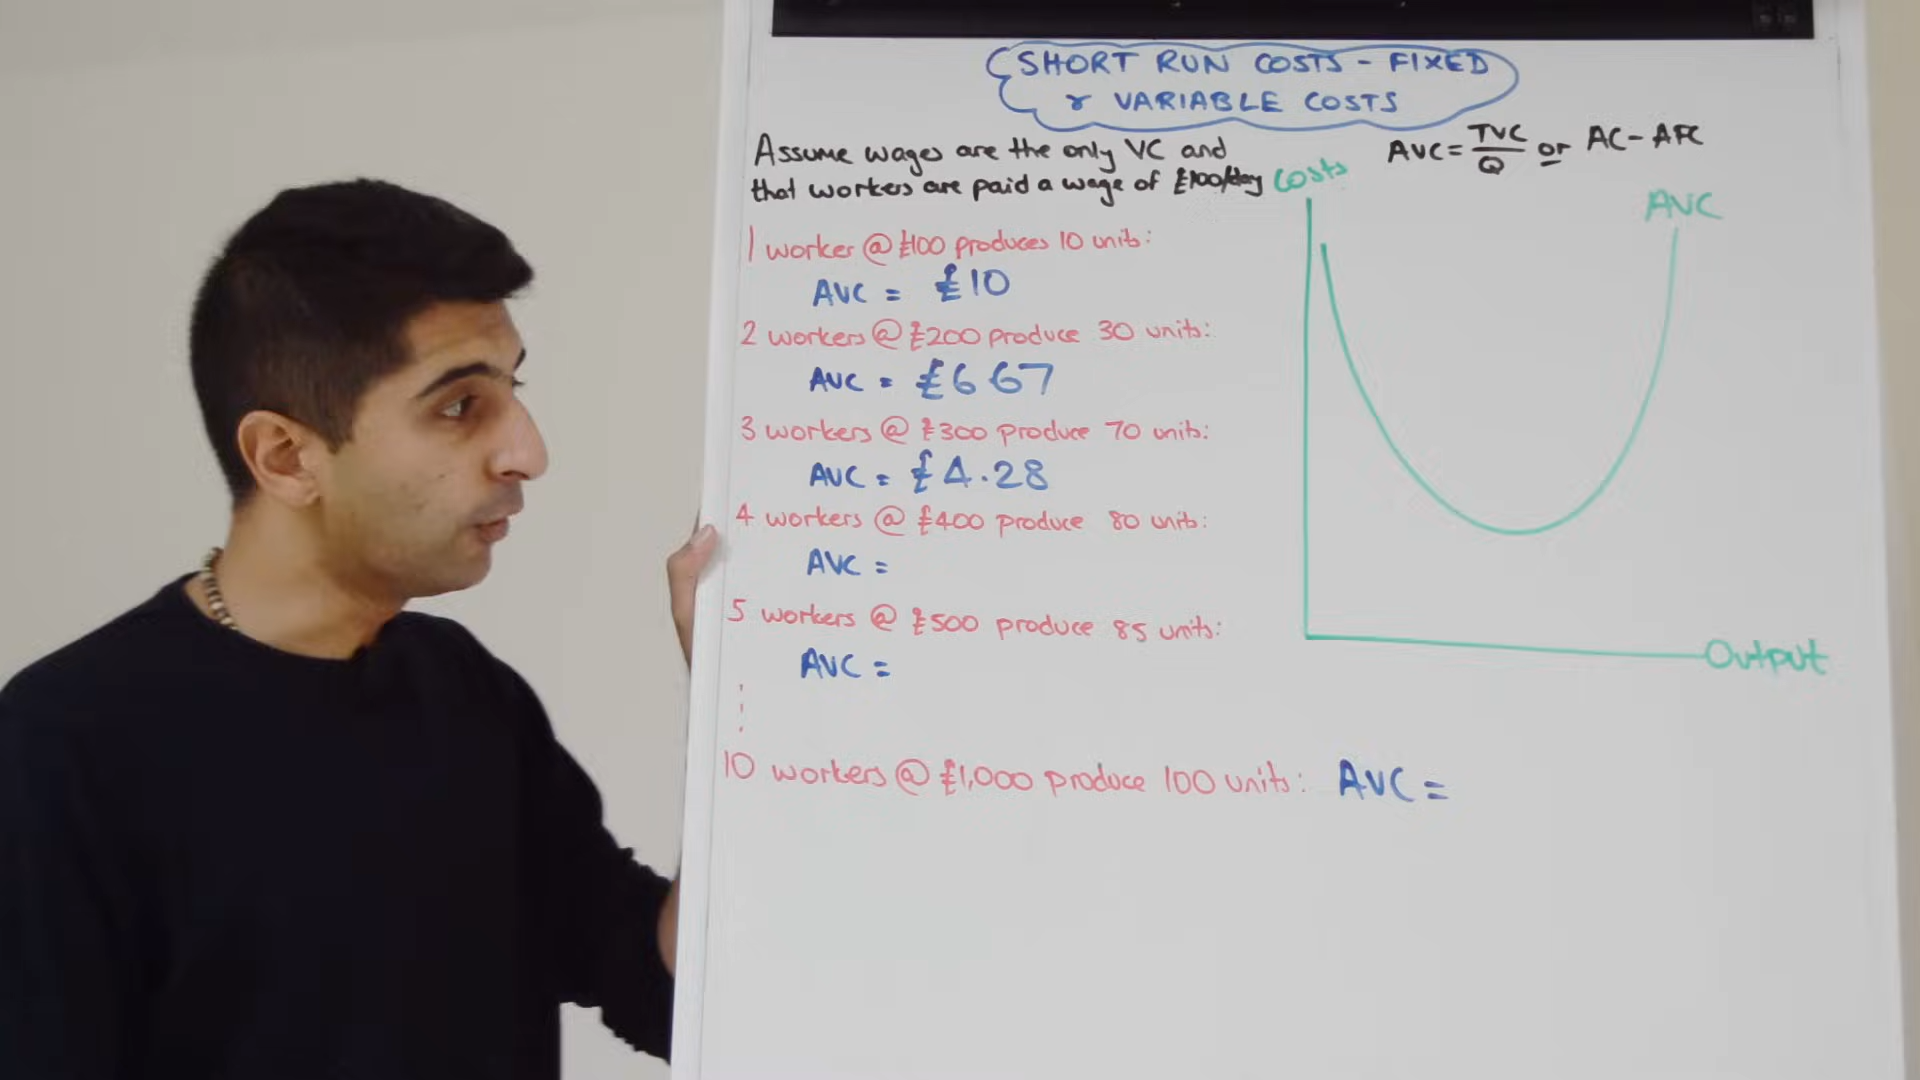 SHORT RUN COSTS - FIXED
& VARIABLE COSTS
Assume wages are the only VC and
that workers are paid a wage of £100/day
AVC = TVC/Q or AC - AFC
1 worker @ £100 produces 10 units:
AVC = £10
2 workers @ £200 produce 30 units:
AVC = £6 67
3 workers @ £300 produce 70 units:
AVC = £4.28
4 workers @ £400 produce 80 units:
AVC =
5 workers @ £500 produce 85 units:
AVC =
10 workers @ £1,000 produce 100 units: AVC =
Costs
AVC
Output